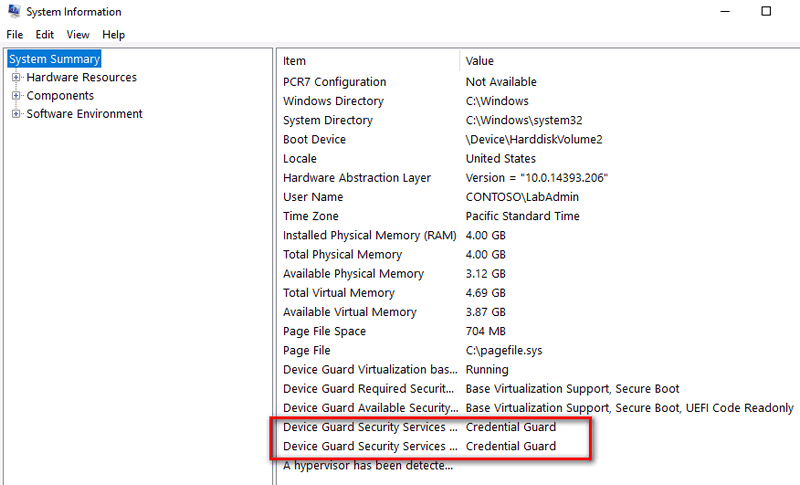 System Information
File Edit View Help
System Summary
Hardware Resources
Components
Software Environment
Item Value
PCR7 Configuration Not Available
Windows Directory C:\Windows
System Directory C:\Windows\system32
Boot Device \Device\HarddiskVolume2
Locale United States
Hardware Abstraction Layer Version = "10.0.14393.206"
User Name CONTOSO\LabAdmin
Time Zone Pacific Standard Time
Installed Physical Memory (RAM) 4.00 GB
Total Physical Memory 4.00 GB
Available Physical Memory 3.12 GB
Total Virtual Memory 4.69 GB
Available Virtual Memory 3.87 GB
Page File Space 704 MB
Page File C:\pagefile.sys
Device Guard Virtualization bas... Running
Device Guard Required Securit... Base Virtualization Support, Secure Boot
Device Guard Available Security... Base Virtualization Support, Secure Boot, UEFI Code Readonly
Device Guard Security Services ... Credential Guard
Device Guard Security Services ... Credential Guard
A hypervisor has been detecte...